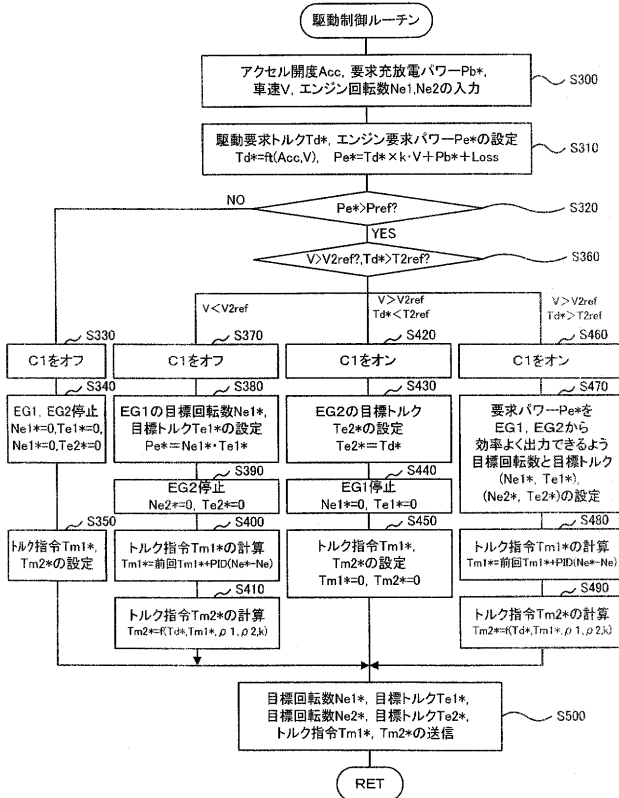 駆動制御ルーチン
アクセル開度Acc, 要求充放電パワーPb*,
車速V, エンジン回転数Ne1,Ne2の入力
S300
駆動要求トルクTd*, エンジン要求パワーPe*の設定
Td*=ft(Acc,V), Pe*=Td*×k・V+Pb*+Loss
S310
Pe*>Pref?
S320
NO
YES
V>V2ref?,Td*>T2ref?
S360
V<V2ref
V>V2ref
Td*<T2ref
V>V2ref
Td*>T2ref
S330
C1をオフ
S340
EG1, EG2停止
Ne1*=0,Te1*=0,
Ne1*=0,Te2*=0
S350
トルク指令Tm1*,
Tm2*の設定
S370
C1をオフ
S380
EG1の目標回転数Ne1*,
目標トルクTe1*の設定
Pe*=Ne1*・Te1*
S390
EG2停止
Ne2*=0, Te2*=0
S400
トルク指令Tm1*の計算
Tm1*=前回Tm1*+PID(Ne*-Ne)
S410
トルク指令Tm2*の計算
Tm2*=f(Td*,Tm1*,ρ1,ρ2,k)
S420
C1をオン
S430
EG2の目標トルク
Te2*の設定
Te2*=Td*
S440
EG1停止
Ne1*=0, Te1*=0
S450
トルク指令Tm1*,
Tm2*の設定
Tm1*=0, Tm2*=0
S460
C1をオン
S470
要求パワーPe*を
EG1, EG2から
効率よく出力できるよう
目標回転数と目標トルク
(Ne1*, Te1*),
(Ne2*, Te2*)の設定
S480
トルク指令Tm1*の計算
Tm1*=前回Tm1*+PID(Ne*-Ne)
S490
トルク指令Tm2*の計算
Tm2*=f(Td*,Tm1*,ρ1,ρ2,k)
目標回転数Ne1*, 目標トルクTe1*,
目標回転数Ne2*, 目標トルクTe2*,
トルク指令Tm1*, Tm2*の送信
S500
RET